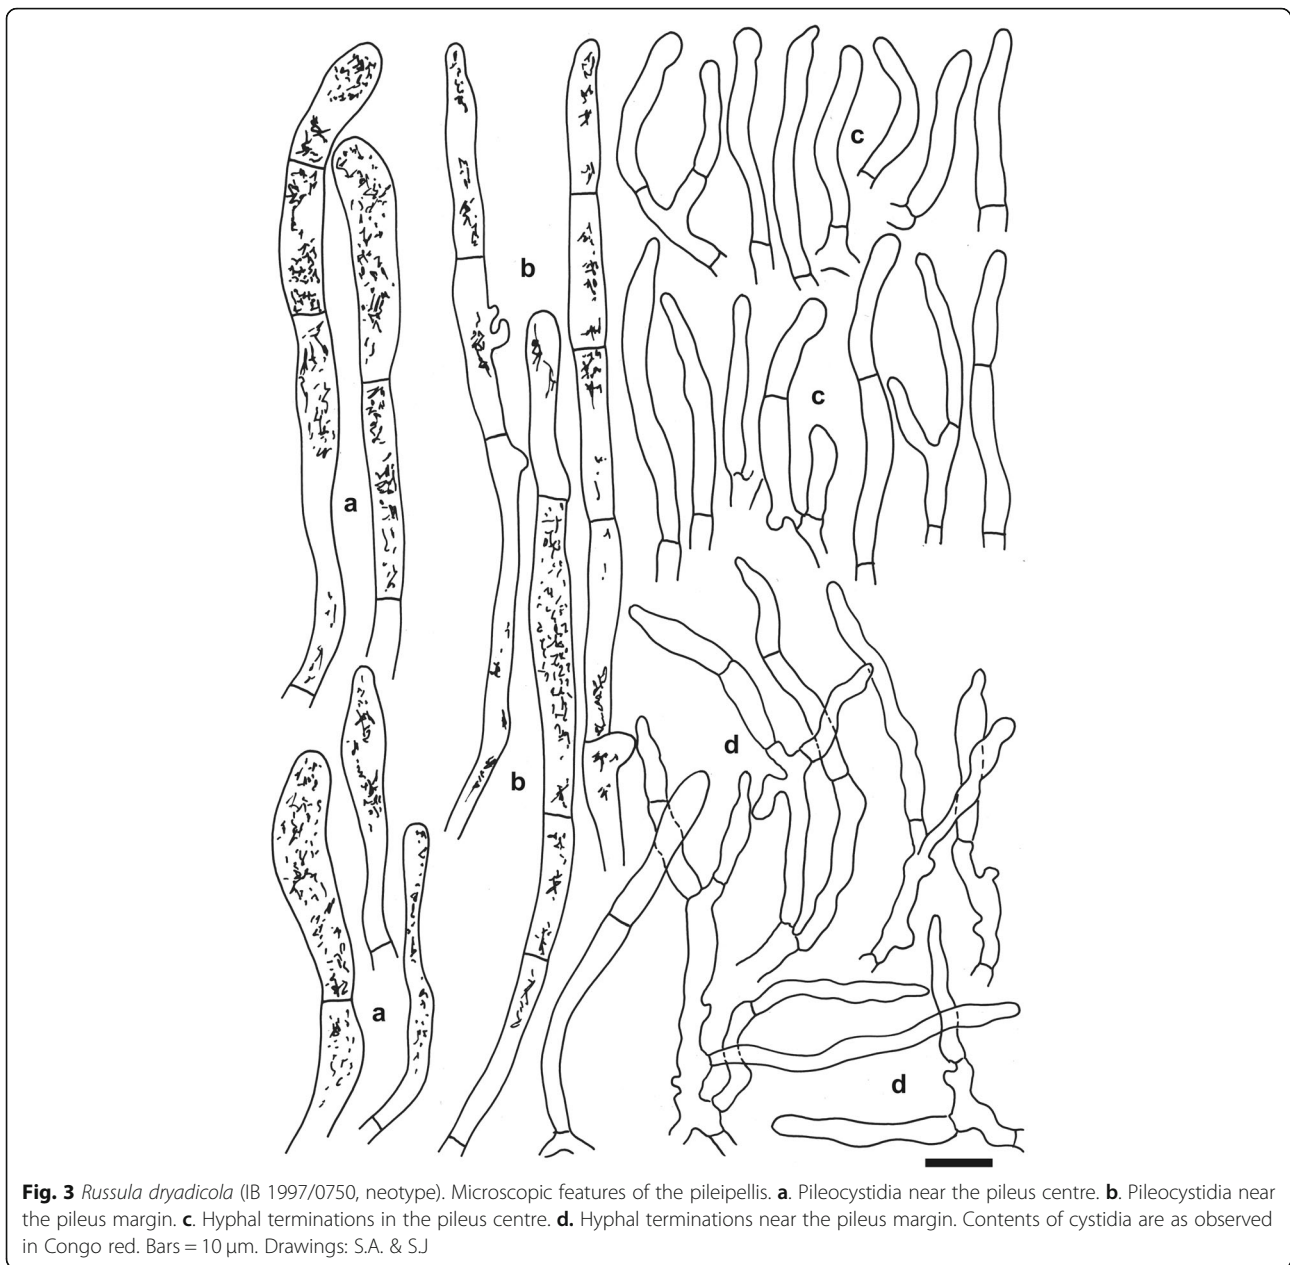 c
b
c
a
d
b
a
d
Fig. 3 Russula dryadicola (IB 1997/0750, neotype). Microscopic features of the pileipellis. a. Pileocystidia near the pileus centre. b. Pileocystidia near
the pileus margin. c. Hyphal terminations in the pileus centre. d. Hyphal terminations near the pileus margin. Contents of cystidia are as observed
in Congo red. Bars = 10 μm. Drawings: S.A. & S.J